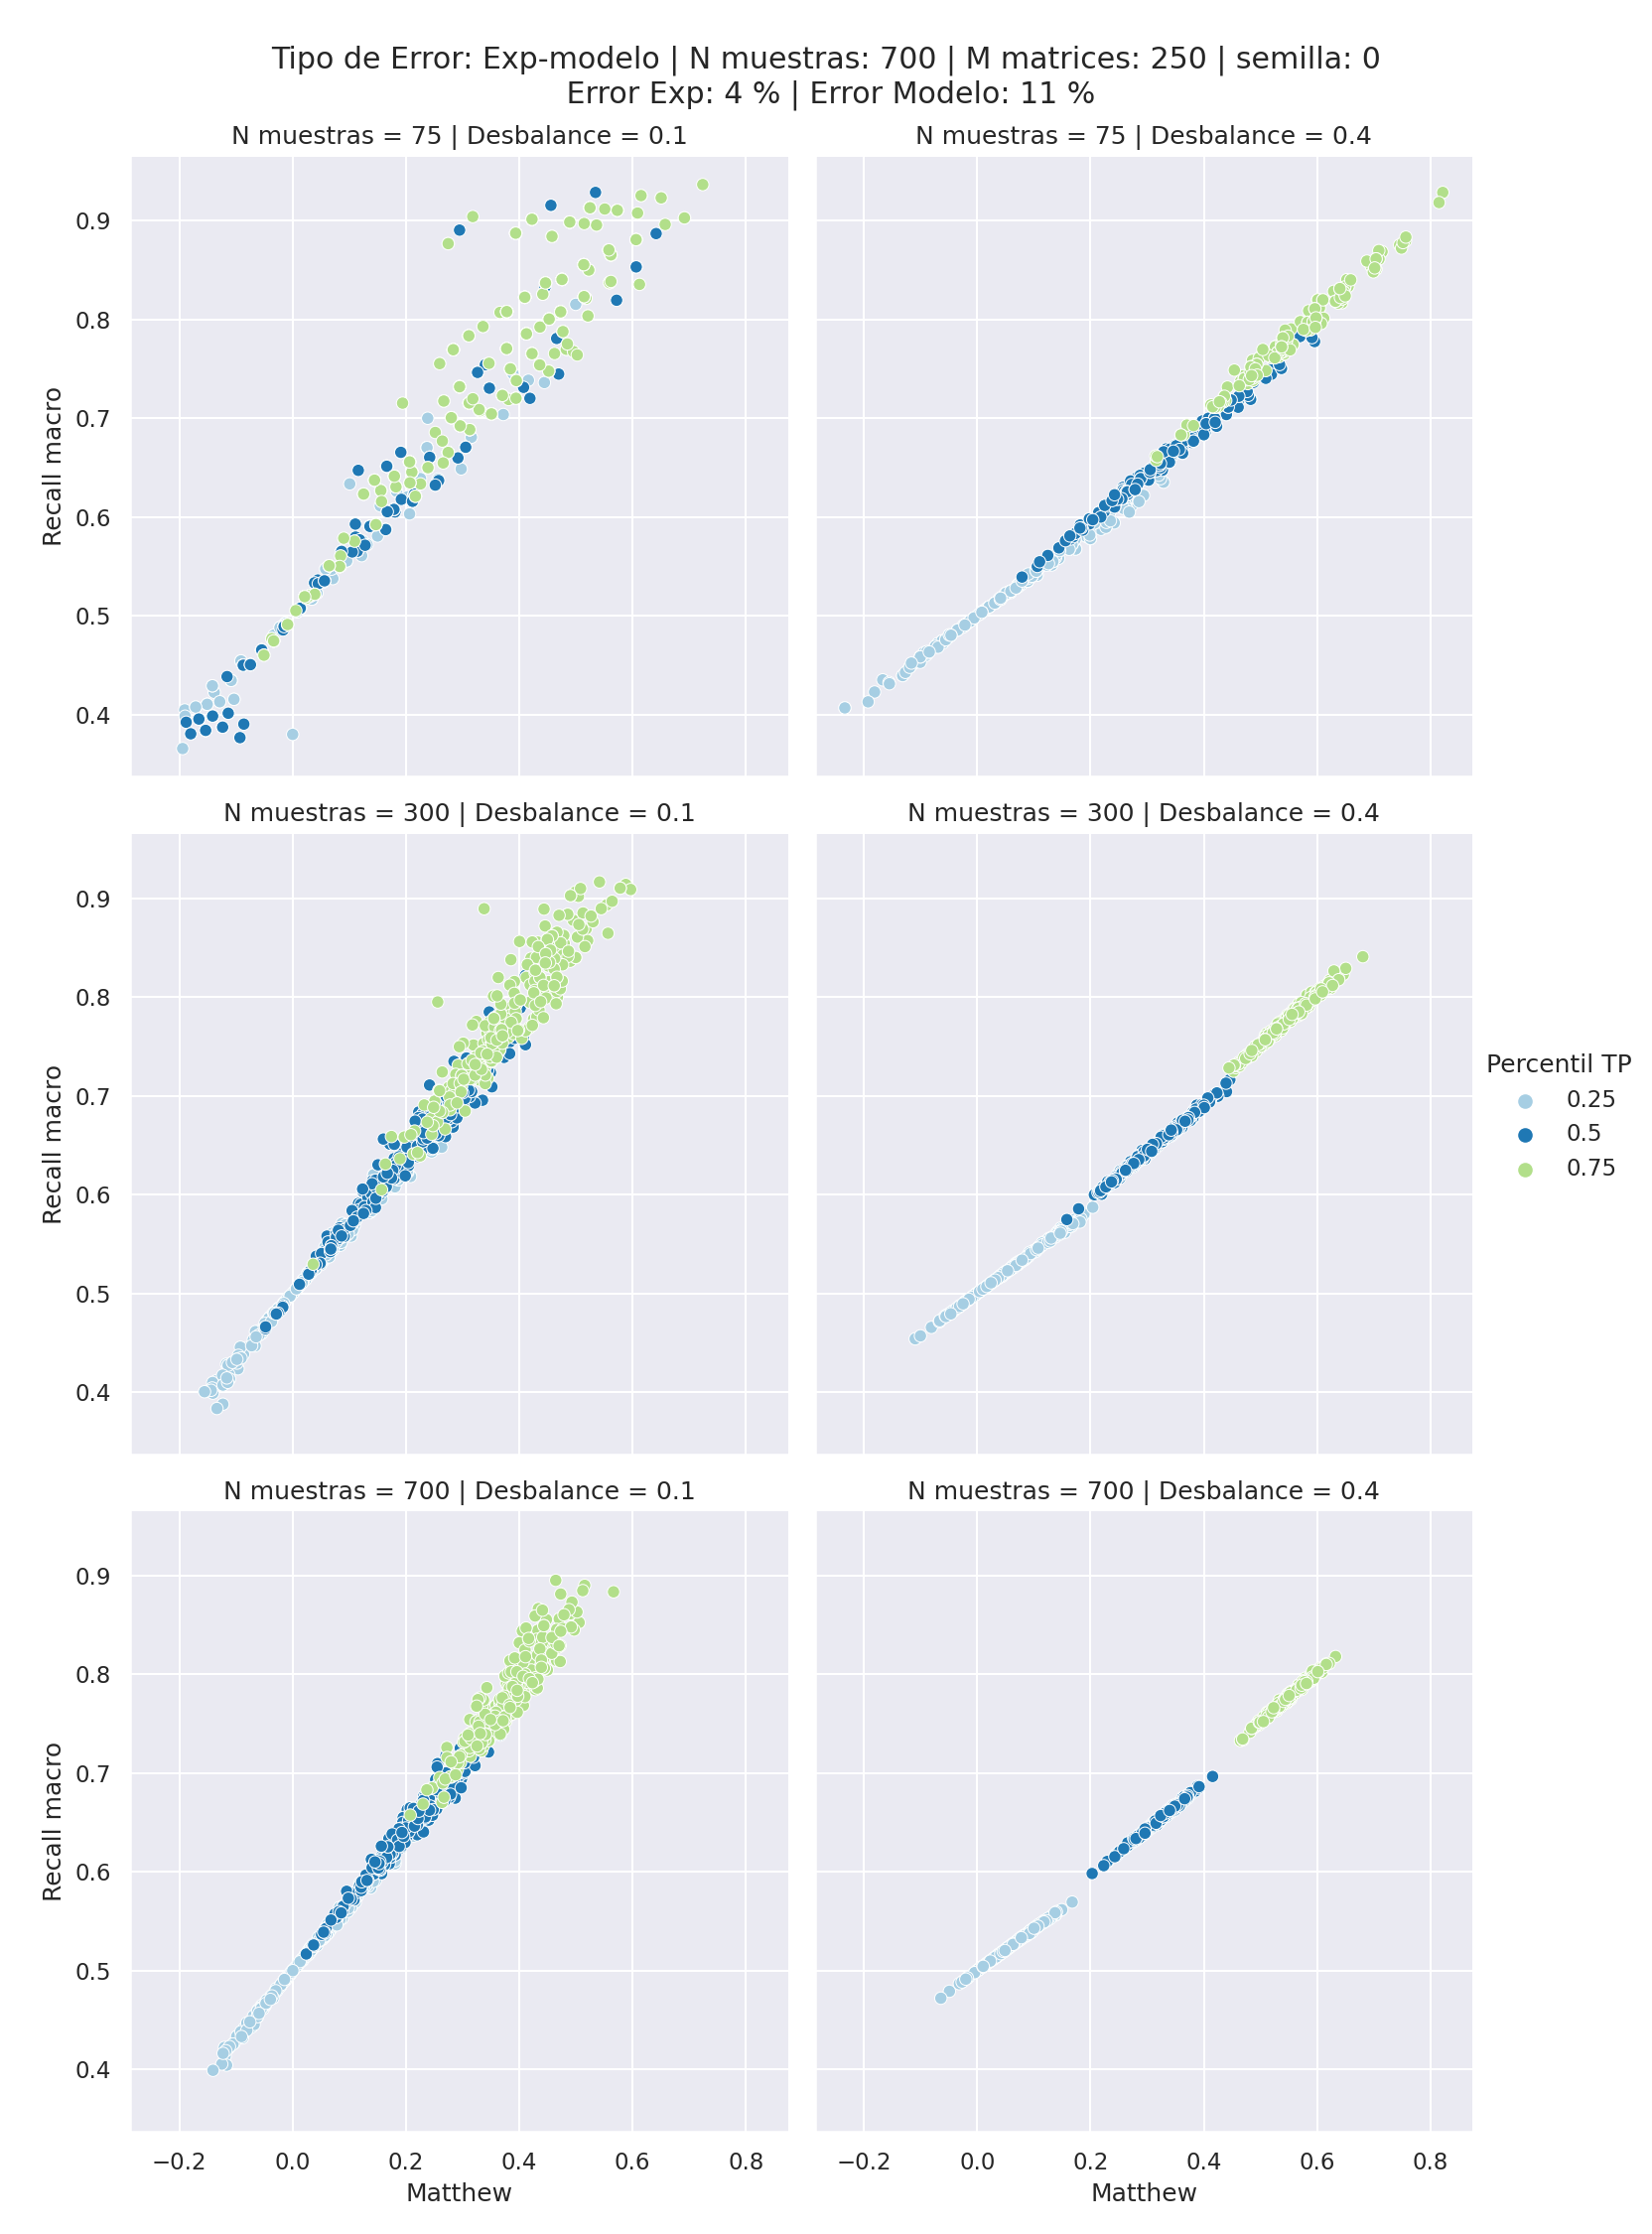 Tipo de Error: Exp-modelo | N muestras: 700 | M matrices: 250 | semilla: 0
Error Exp: 4 % | Error Modelo: 11 %
N muestras = 75 | Desbalance = 0.1
N muestras = 75 | Desbalance = 0.4
0.9
0.8
0.7
0.6
0.5
0.4
Recall macro
N muestras = 300 | Desbalance = 0.1
N muestras = 300 | Desbalance = 0.4
0.9
0.8
0.7
0.6
0.5
0.4
Recall macro
Percentil TP
0.25
0.5
0.75
N muestras = 700 | Desbalance = 0.1
N muestras = 700 | Desbalance = 0.4
0.9
0.8
0.7
0.6
0.5
0.4
Recall macro
−0.2 0.0 0.2 0.4 0.6 0.8
Matthew
−0.2 0.0 0.2 0.4 0.6 0.8
Matthew